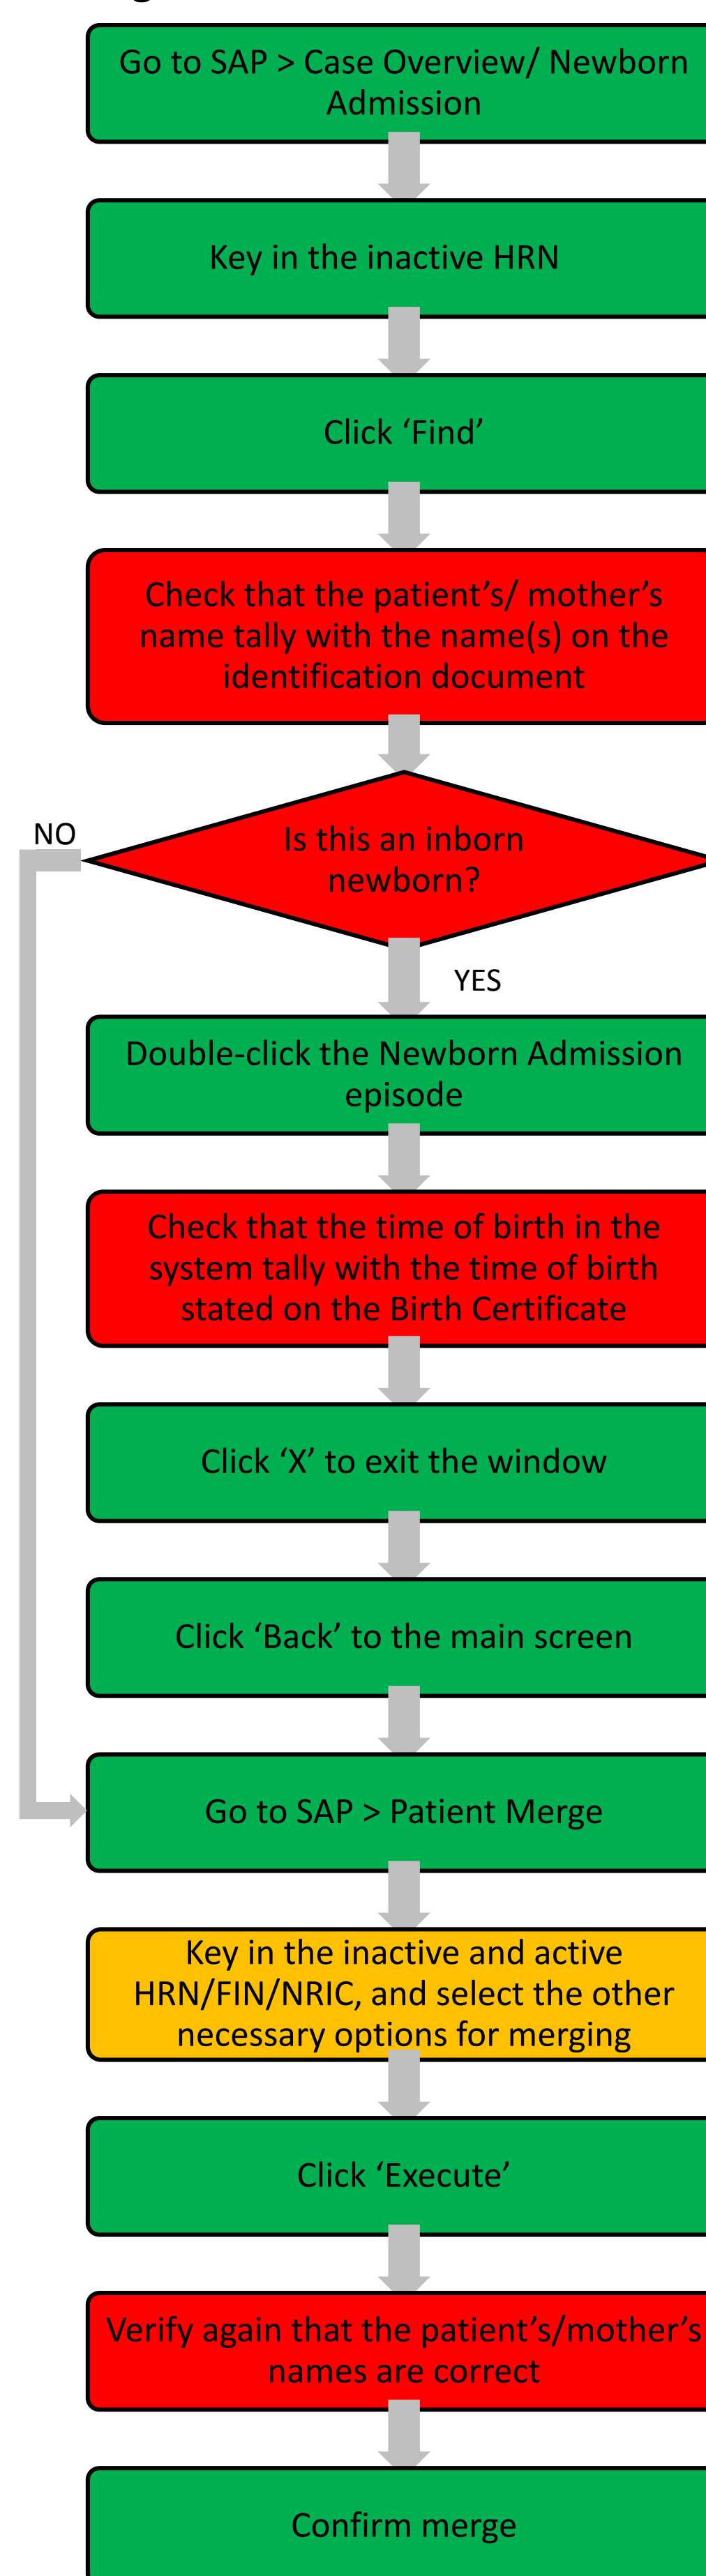 Go to SAP > Case Overview/ Newborn
Admission
Key in the inactive HRN
Click ‘Find’
Check that the patient’s/ mother’s
name tally with the name(s) on the
identification document
Is this an inborn
newborn?
NO
YES
Double-click the Newborn Admission
episode
Check that the time of birth in the
system tally with the time of birth
stated on the Birth Certificate
Click ‘X’ to exit the window
Click ‘Back’ to the main screen
Go to SAP > Patient Merge
Key in the inactive and active
HRN/FIN/NRIC, and select the other
necessary options for merging
Click ‘Execute’
Verify again that the patient’s/mother’s
names are correct
Confirm merge